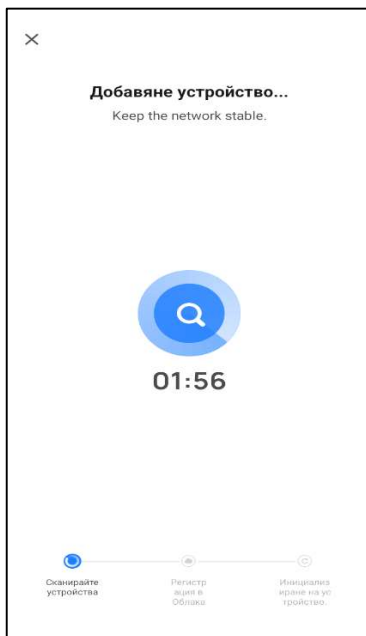 Добавяне устройство...
Keep the network stable.
01:56
Сканирайте
устройства
Регистр
ация в
Облака
Инициализ
иране на ус
тройство.